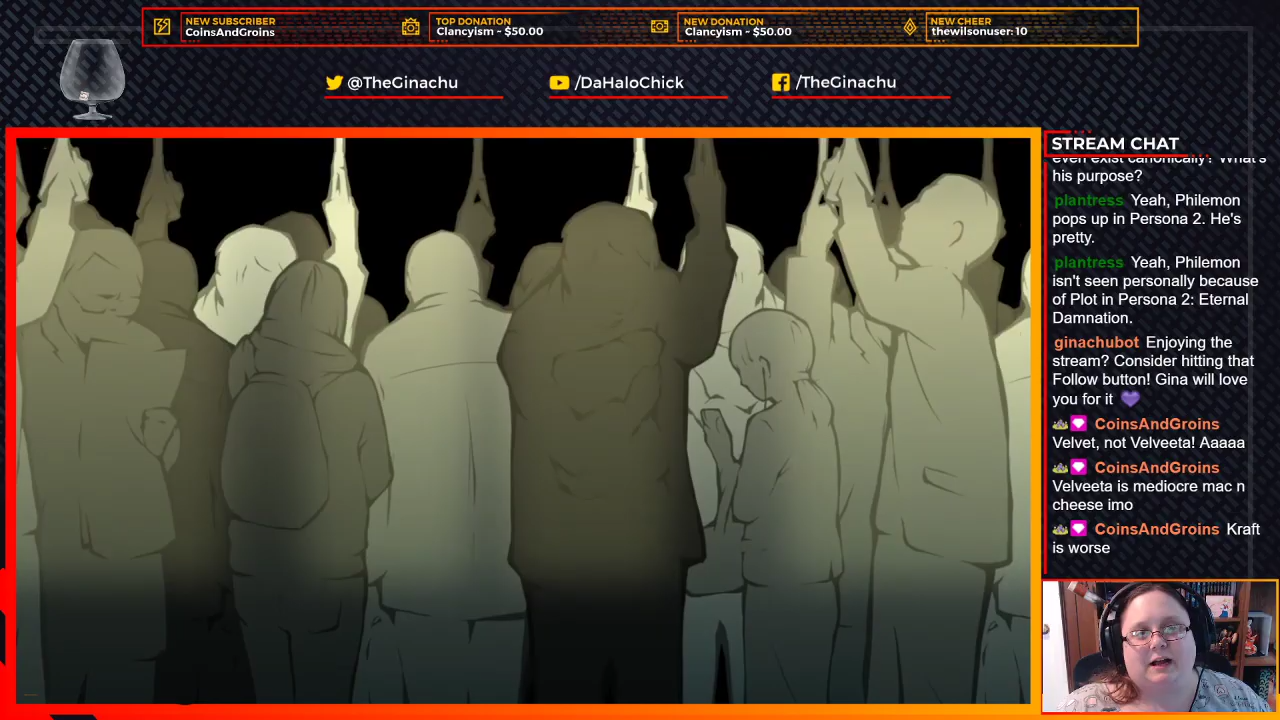 NEW SUBSCRIBER
CoinsAndGroins
TOP DONATION
Clancyism ~ $50.00
NEW DONATION
Clancyism ~ $50.00
NEW CHEER
thewilsonuser: 10
@TheGinachu
/DaHaloChick
/TheGinachu
STREAM CHAT
even exist canonically? What's
his purpose?
plantress Yeah, Philemon
pops up in Persona 2. He's
pretty.
plantress Yeah, Philemon
isn't seen personally because
of Plot in Persona 2: Eternal
Damnation.
ginachubot Enjoying the
stream? Consider hitting that
Follow button! Gina will love
you for it
CoinsAndGroins
Velvet, not Velveeta! Aaaaa
CoinsAndGroins
Velveeta is mediocre mac n
cheese imo
CoinsAndGroins Kraft
is worse